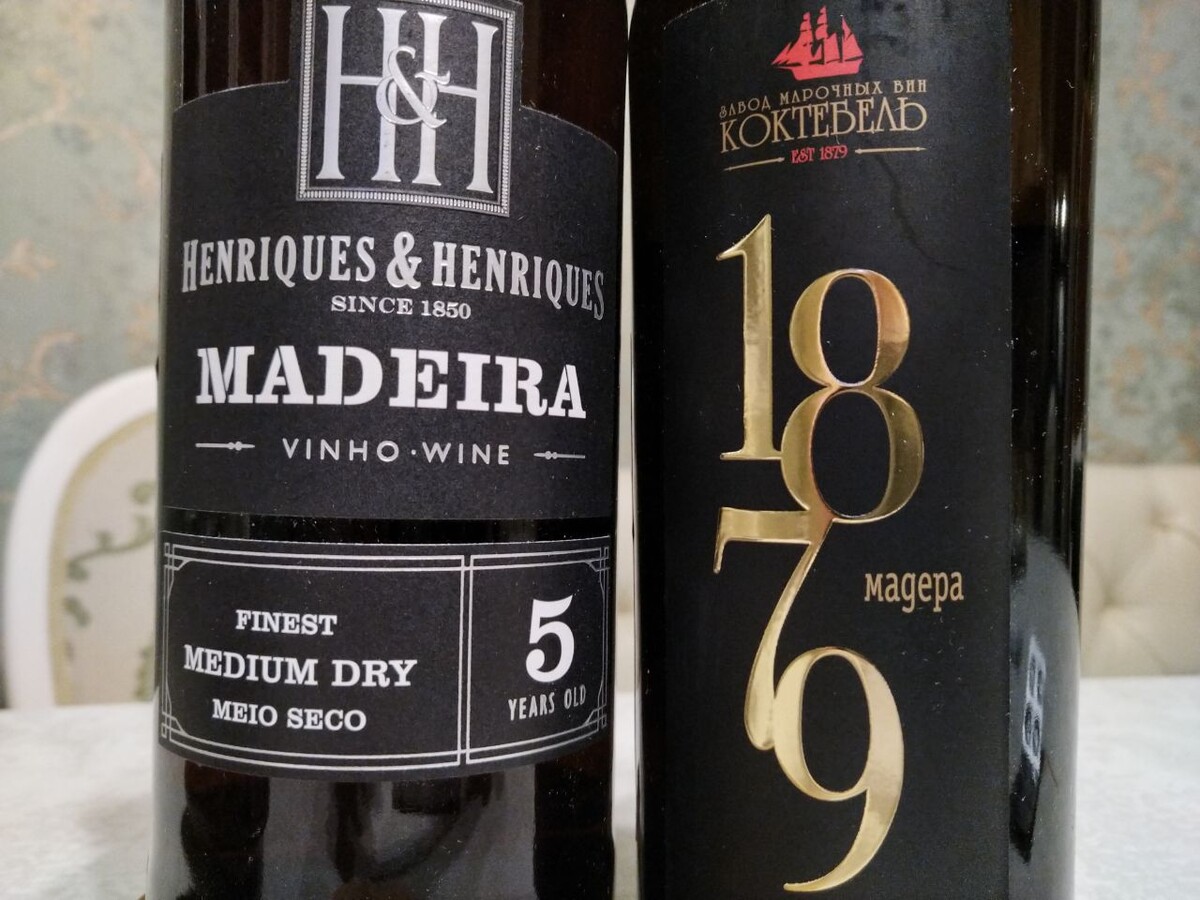 H&H
HENRIQUES & HENRIQUES
SINCE 1850
MADEIRA
VINHO · WINE
FINEST
MEDIUM DRY
MEIO SECO
5
YEARS OLD
ЗАВОД МАРОЧНЫХ ВИН
КОКТЕБЕЛЬ
EST 1879
1879
мадера